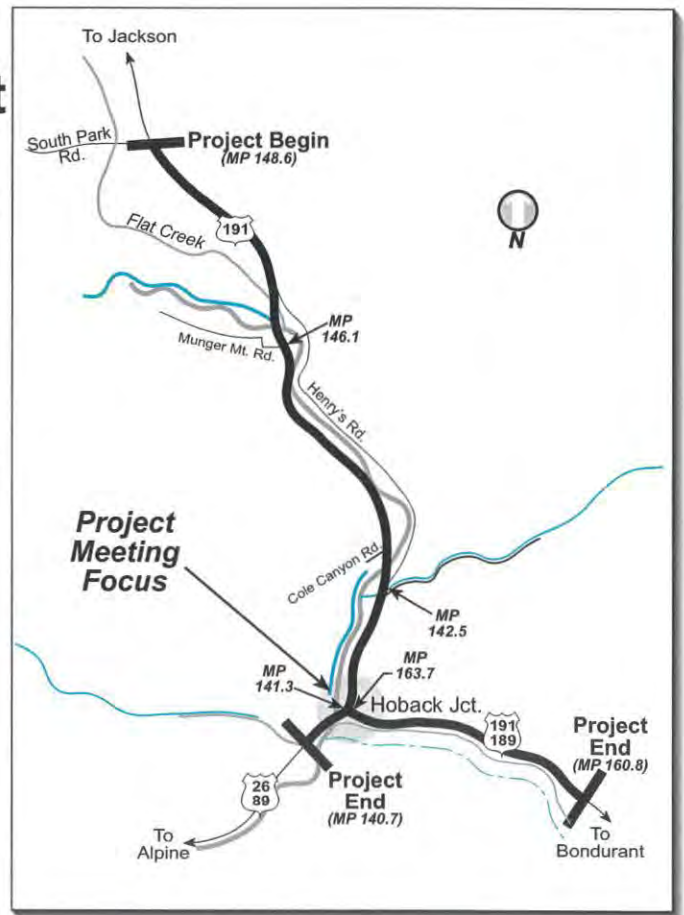 To Jackson
South Park
Rd.
Project Begin
(MP 148.6)
191
Flat Creek
N
MP
146.1
Munger Mt. Rd.
Henry's Rd.
Project
Meeting
Focus
Cole Canyon Rd.
MP
142.5
MP
141.3
MP
163.7
Hoback Jct.
191
189
Project
End
(MP 160.8)
26
89
Project
End
(MP 140.7)
To
Alpine
To
Bondurant